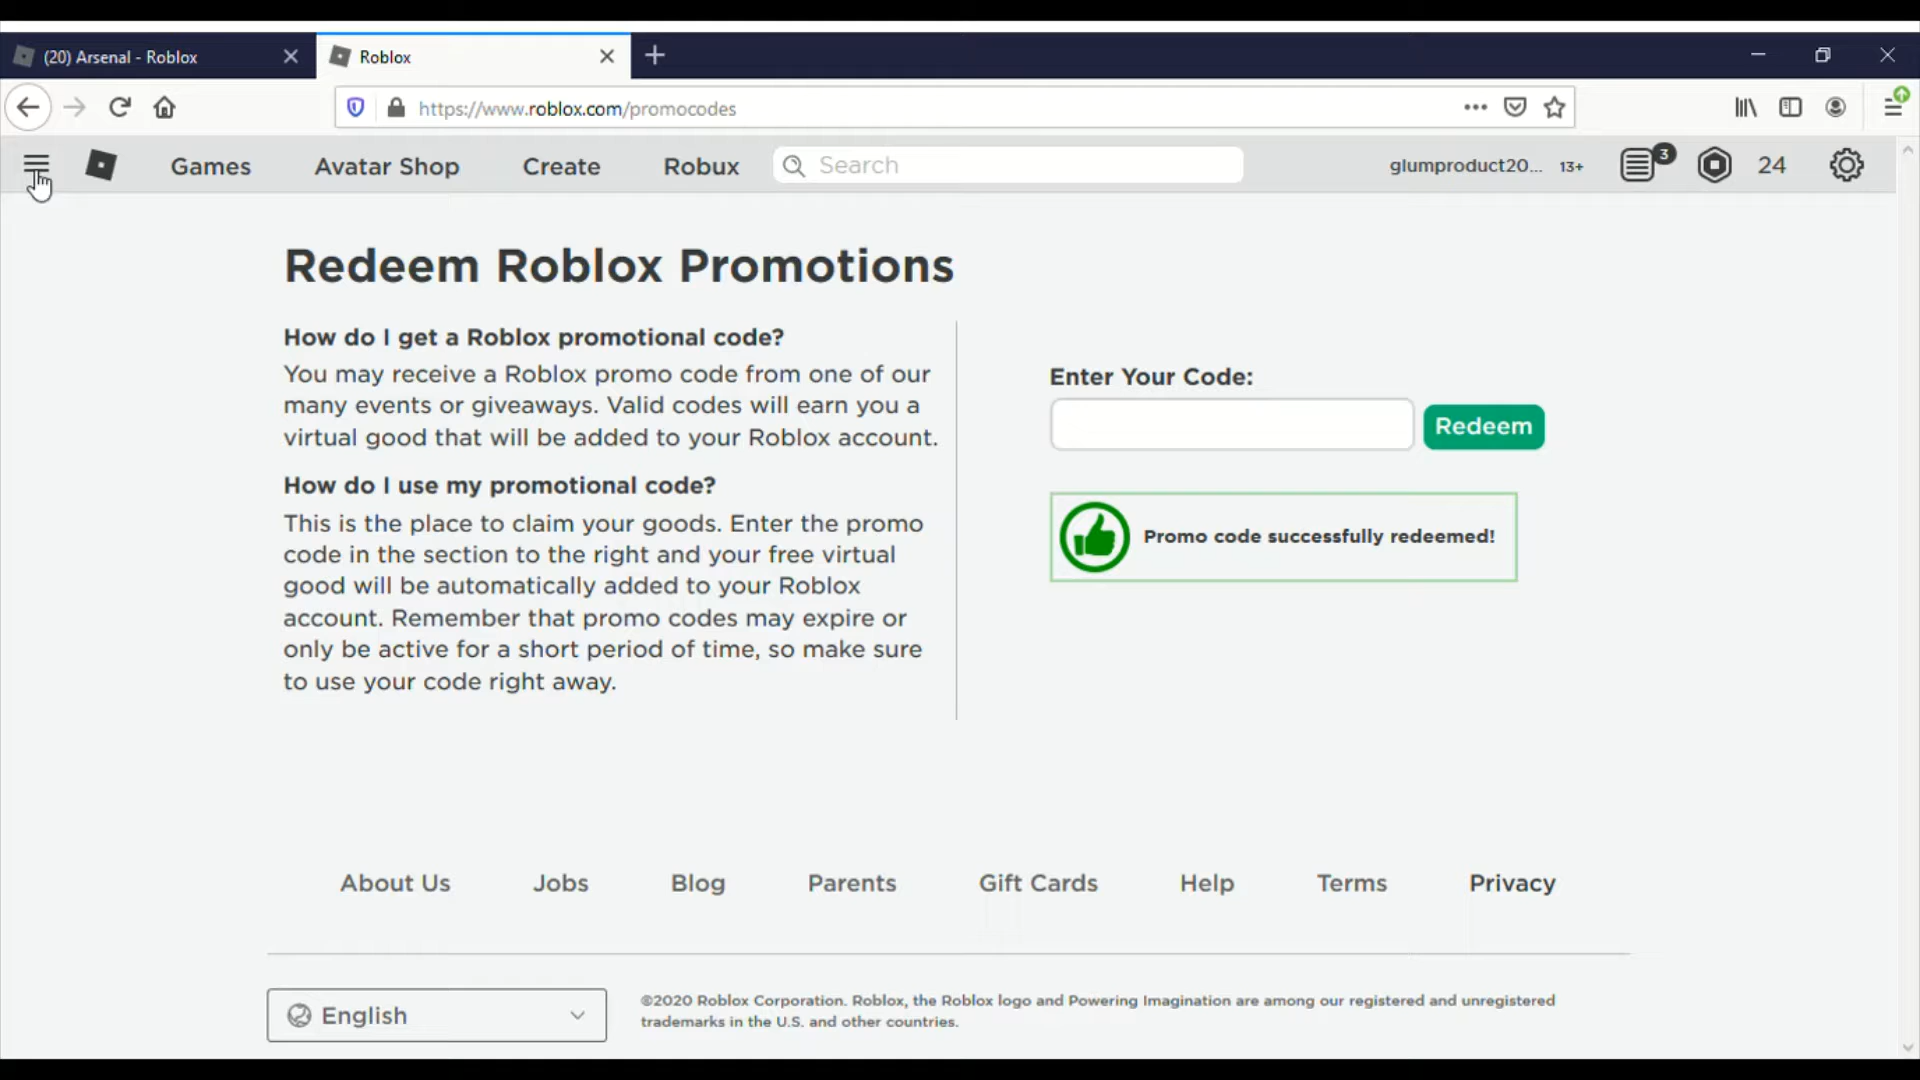 (20) Arsenal - Roblox
Roblox
https://www.roblox.com/promocodes
Games
Avatar Shop
Create
Robux
Search
glumproduct20...
13+
3
24
Redeem Roblox Promotions
How do I get a Roblox promotional code?
You may receive a Roblox promo code from one of our
many events or giveaways. Valid codes will earn you a
virtual good that will be added to your Roblox account.
How do I use my promotional code?
This is the place to claim your goods. Enter the promo
code in the section to the right and your free virtual
good will be automatically added to your Roblox
account. Remember that promo codes may expire or
only be active for a short period of time, so make sure
to use your code right away.
Enter Your Code:
Redeem
Promo code successfully redeemed!
About Us
Jobs
Blog
Parents
Gift Cards
Help
Terms
Privacy
English
©2020 Roblox Corporation. Roblox, the Roblox logo and Powering Imagination are among our registered and unregistered
trademarks in the U.S. and other countries.